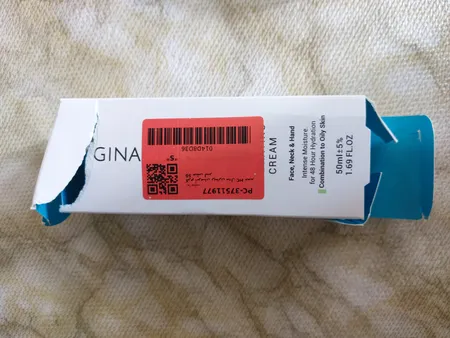 GINA
01408036
PC-37511977
CREAM
Face, Neck & Hand
Intense Moisture
for 48 Hour Hydration
Combination to Oily Skin
50ml±5%
1.69 FL.OZ